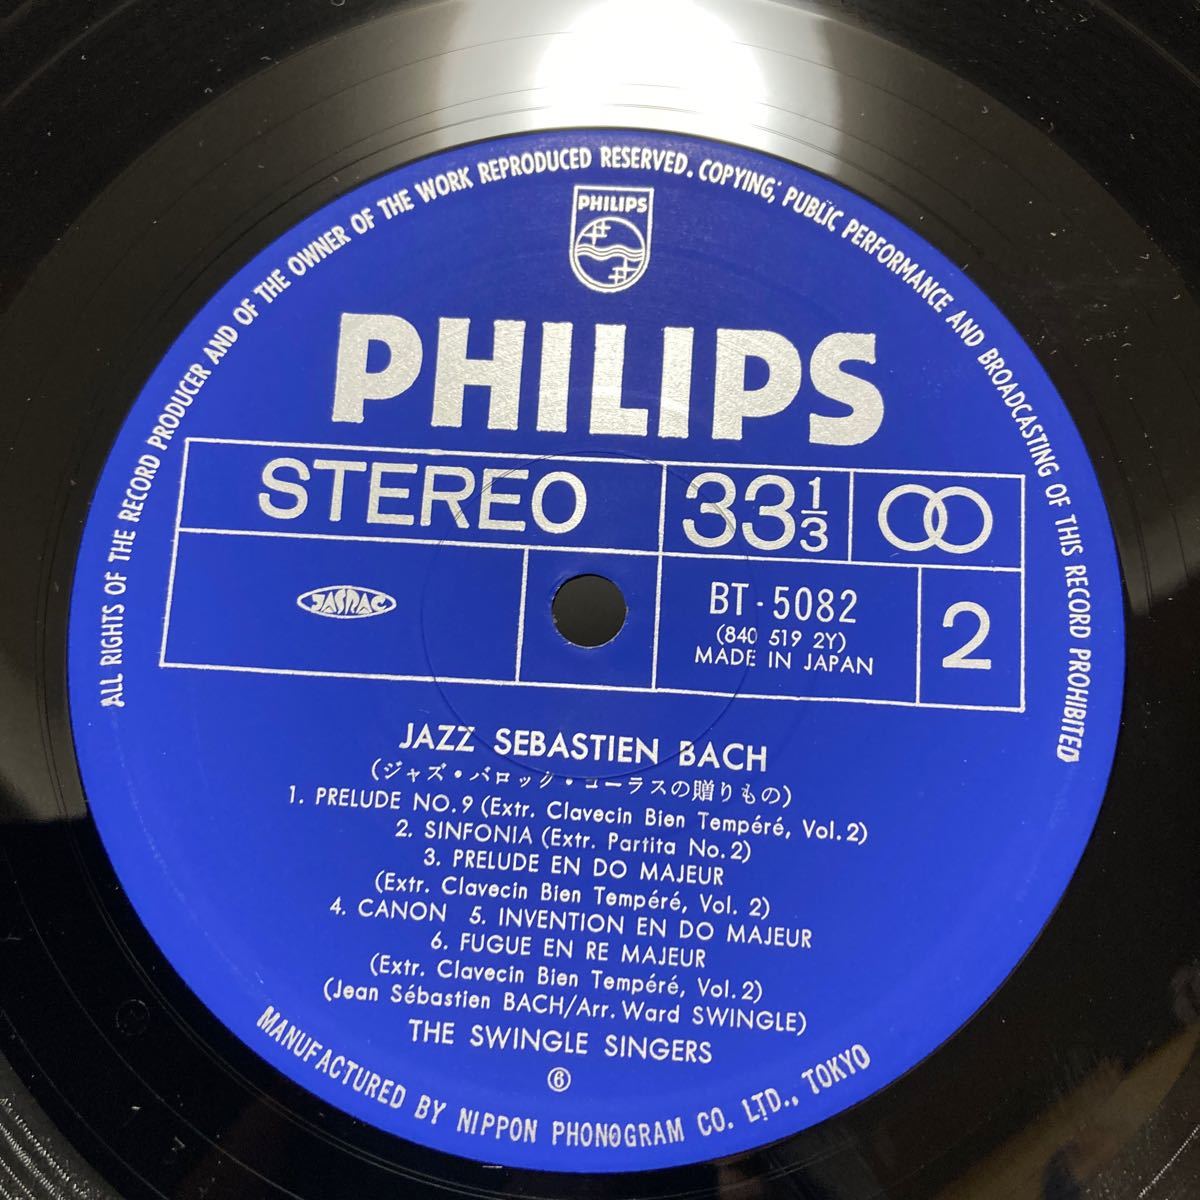 ALL RIGHTS OF THE RECORD PRODUCER AND OF THE OWNER OF THE WORK REPRODUCED RESERVED. COPYING, PUBLIC PERFORMANCE AND BROADCASTING OF THIS RECORD PROHIBITED
PHILIPS
PHILIPS
STEREO
33 1/3
JASRAC
BT-5082
(840 519 2Y)
MADE IN JAPAN
2
JAZZ SEBASTIEN BACH
(ジャズ・バロック・コーラスの贈りもの)
1. PRELUDE NO.9 (Extr. Clavecin Bien Tempéré, Vol.2)
2. SINFONIA (Extr. Partita No.2)
3. PRELUDE EN DO MAJEUR
(Extr. Clavecin Bien Tempéré, Vol. 2)
4. CANON 5. INVENTION EN DO MAJEUR
6. FUGUE EN RE MAJEUR
(Extr. Clavecin Bien Tempéré, Vol.2)
(Jean Sébastien BACH/Arr. Ward SWINGLE)
THE SWINGLE SINGERS
⑥
MANUFACTURED BY NIPPON PHONOGRAM CO. LTD., TOKYO